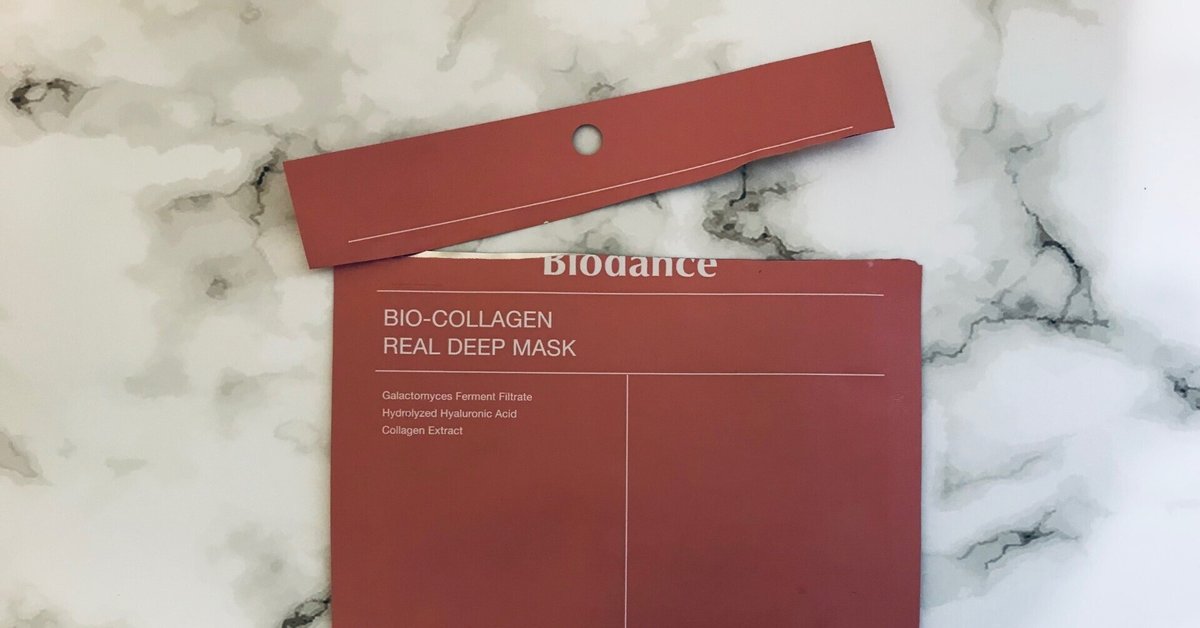 Biodance
BIO-COLLAGEN
REAL DEEP MASK
Galactomyces Ferment Filtrate
Hydrolyzed Hyaluronic Acid
Collagen Extract